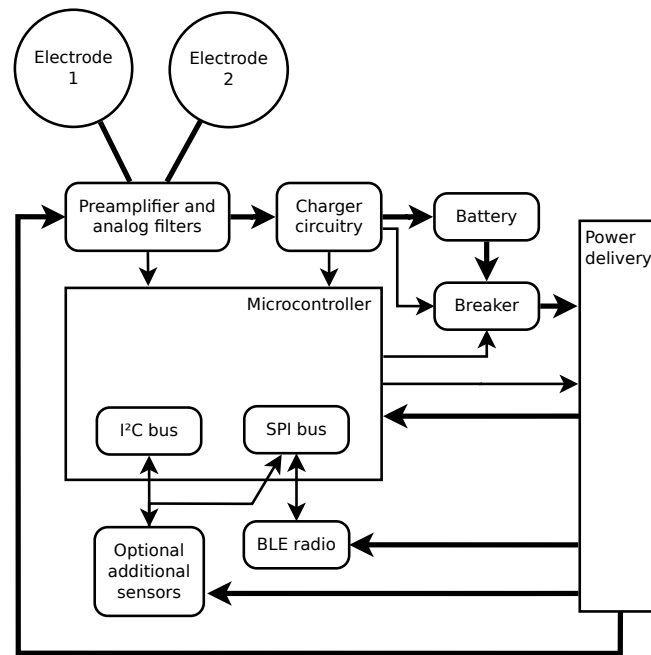 Electrode
1
Electrode
2
Preamplifier and
analog filters
Charger
circuitry
Battery
Power
delivery
Microcontroller
Breaker
I²C bus
SPI bus
Optional
additional
sensors
BLE radio